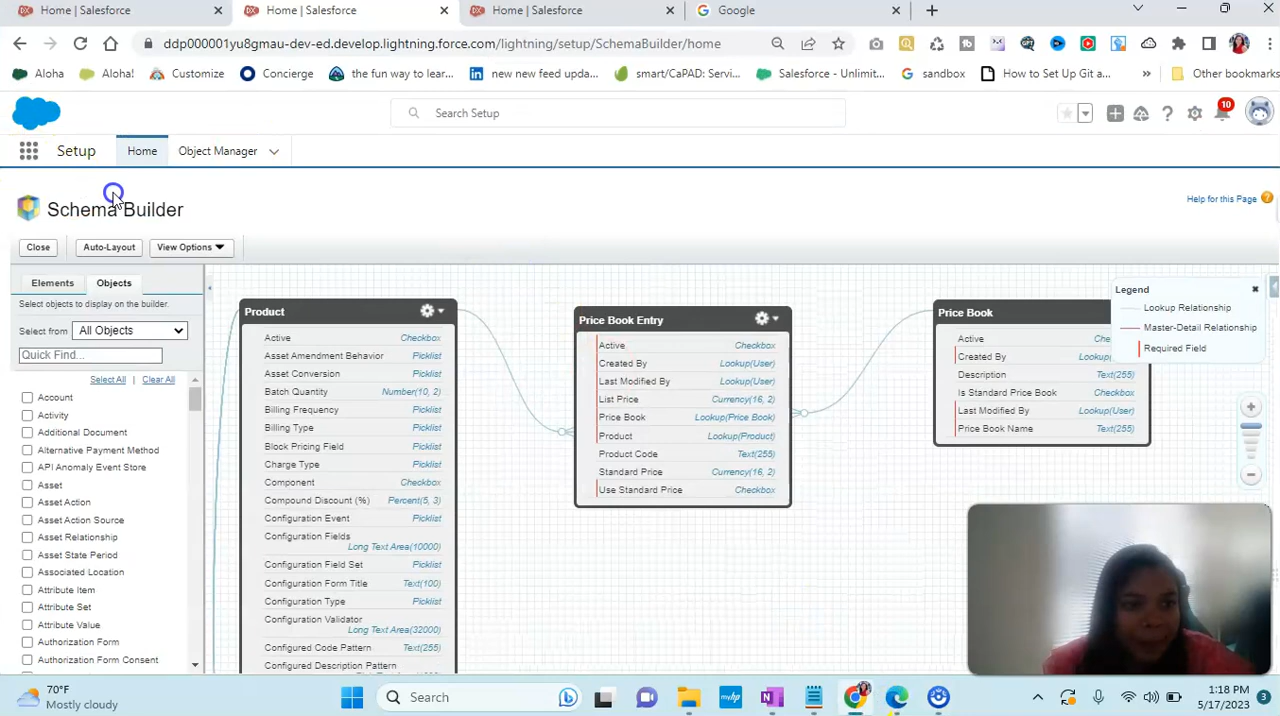 Home | Salesforce
Home | Salesforce
Home | Salesforce
Google
ddp000001yu8gmau-dev-ed.develop.lightning.force.com/lightning/setup/SchemaBuilder/home
Aloha
Aloha!
Customize
Concierge
the fun way to lear...
new new feed upda...
smart/CaPAD: Servi...
Salesforce - Unlimit...
sandbox
How to Set Up Git a...
Other bookmarks
Search Setup
10
Setup
Home
Object Manager
Schema Builder
Help for this Page
Close
Auto-Layout
View Options
Elements
Objects
Select objects to display on the builder.
Select from
All Objects
Quick Find...
Select All
Clear All
Account
Activity
Additional Document
Alternative Payment Method
API Anomaly Event Store
Asset
Asset Action
Asset Action Source
Asset Relationship
Asset State Period
Associated Location
Attribute Item
Attribute Set
Attribute Value
Authorization Form
Authorization Form Consent
Product
Active Checkbox
Asset Amendment Behavior Picklist
Asset Conversion Picklist
Batch Quantity Number(10, 2)
Billing Frequency Picklist
Billing Type Picklist
Block Pricing Field Picklist
Charge Type Picklist
Component Checkbox
Compound Discount (%) Percent(5, 3)
Configuration Event Picklist
Configuration Fields
Long Text Area(10000)
Configuration Field Set Picklist
Configuration Form Title Text(100)
Configuration Type Picklist
Configuration Validator
Long Text Area(32000)
Configured Code Pattern Text(255)
Configured Description Pattern
Price Book Entry
Active Checkbox
Created By Lookup(User)
Last Modified By Lookup(User)
List Price Currency(16, 2)
Price Book Lookup(Price Book)
Product Lookup(Product)
Product Code Text(255)
Standard Price Currency(16, 2)
Use Standard Price Checkbox
Price Book
Active Che
Created By Lookup
Description Text(255)
Is Standard Price Book Checkbox
Last Modified By Lookup(User)
Price Book Name Text(255)
Legend
Lookup Relationship
Master-Detail Relationship
Required Field
70°F
Mostly cloudy
Search
1:18 PM
5/17/2023
3